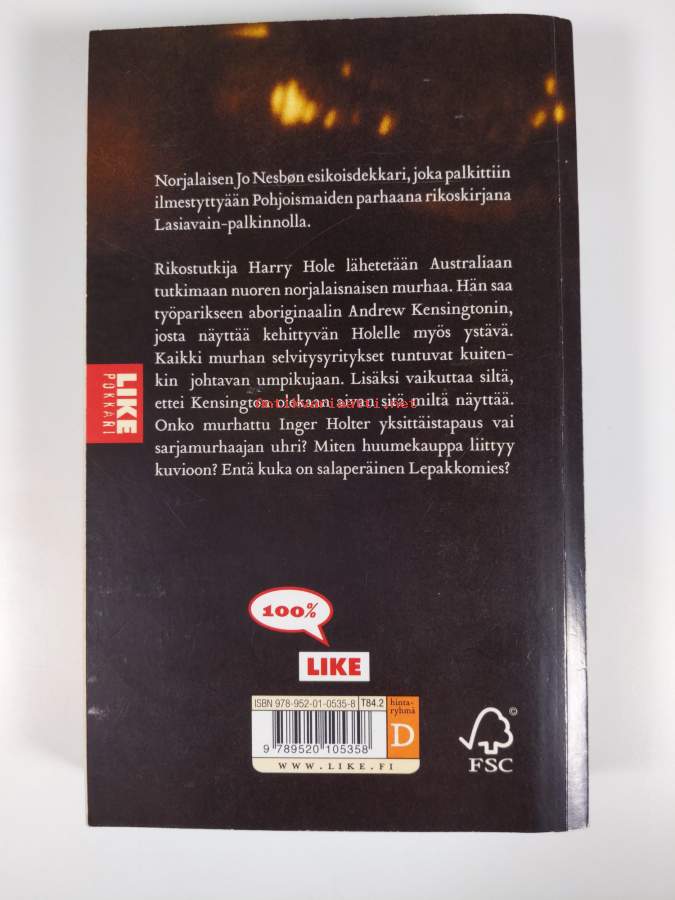 Norjalaisen Jo Nesbøn esikoisdekkari, joka palkittiin
ilmestyttyään Pohjoismaiden parhaana rikoskirjana
Lasiavain-palkinnolla.
Rikostutkija Harry Hole lähetetään Australiaan
tutkimaan nuoren norjalaisnaisen murhaa. Hän saa
työparikseen aboriginaalin Andrew Kensingtonin,
josta näyttää kehittyvän Holelle myös ystävä.
Kaikki murhan selvitysyritykset tuntuvat kuiten-
kin johtavan umpikujaan. Lisäksi vaikuttaa siltä,
ettei Kensington olekaan aivan sitä miltä näyttää.
Onko murhattu Inger Holter yksittäistapaus vai
sarjamurhaajan uhri? Miten huumekauppa liittyy
kuvioon? Entä kuka on salaperäinen Lepakkomies?
LIKE
POKKARI
100%
LIKE
ISBN 978-952-01-0535-8 T84.2
hinta-
ryhmä
D
9 789520 105358
WWW.LIKE.FI
©
FSC